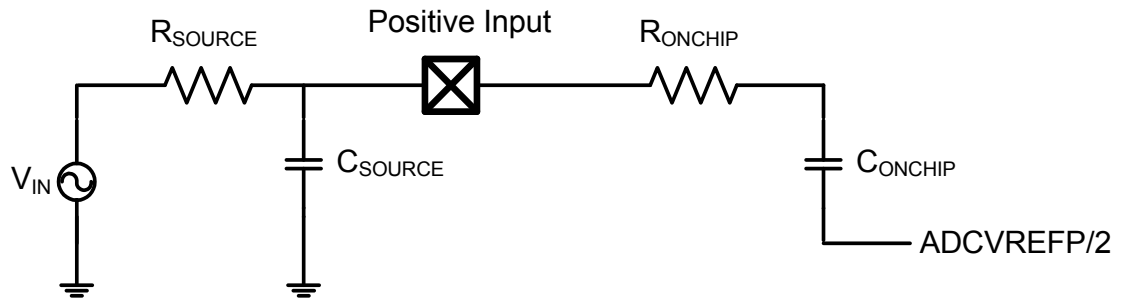 Positive Input
RSOURCE
RONCHIP
VIN
CSOURCE
CONCHIP
ADCVREFP/2